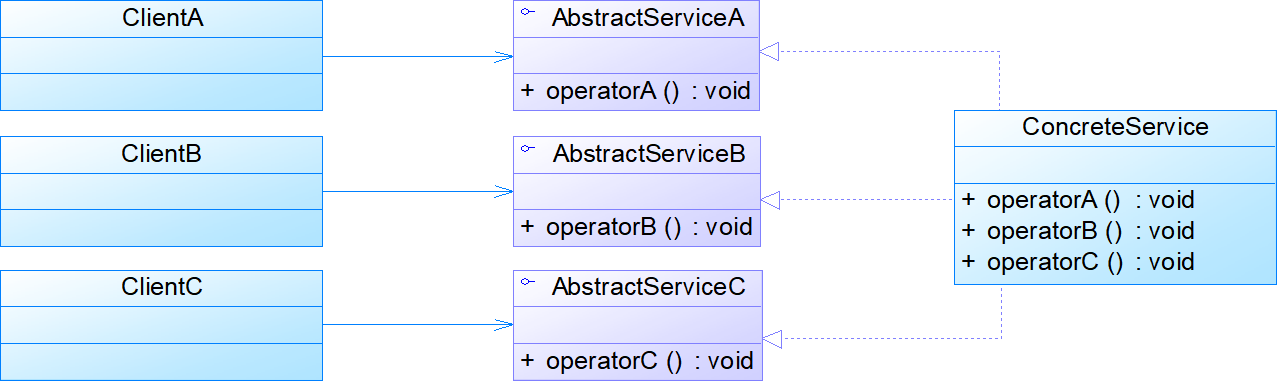 ClientA
AbstractServiceA
+ operatorA () : void
ClientB
AbstractServiceB
+ operatorB () : void
ClientC
AbstractServiceC
+ operatorC () : void
ConcreteService
+ operatorA () : void
+ operatorB () : void
+ operatorC () : void